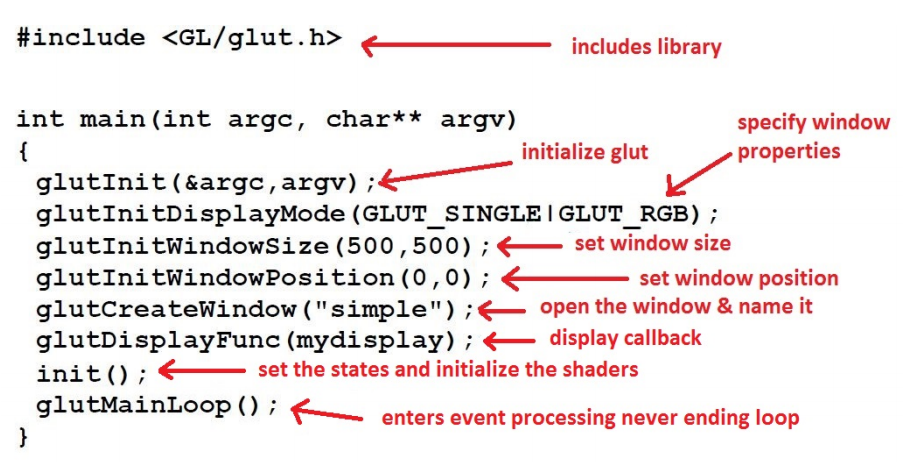 #include <GL/glut.h>
includes library
int main(int argc, char** argv)
specify window
properties
{
initialize glut
glutInit(&argc,argv);
glutInitDisplayMode(GLUT_SINGLE|GLUT_RGB);
glutInitWindowSize(500,500);
set window size
glutInitWindowPosition(0,0);
set window position
glutCreateWindow("simple");
open the window & name it
glutDisplayFunc(mydisplay);
display callback
init();
set the states and initialize the shaders
glutMainLoop();
enters event processing never ending loop
}